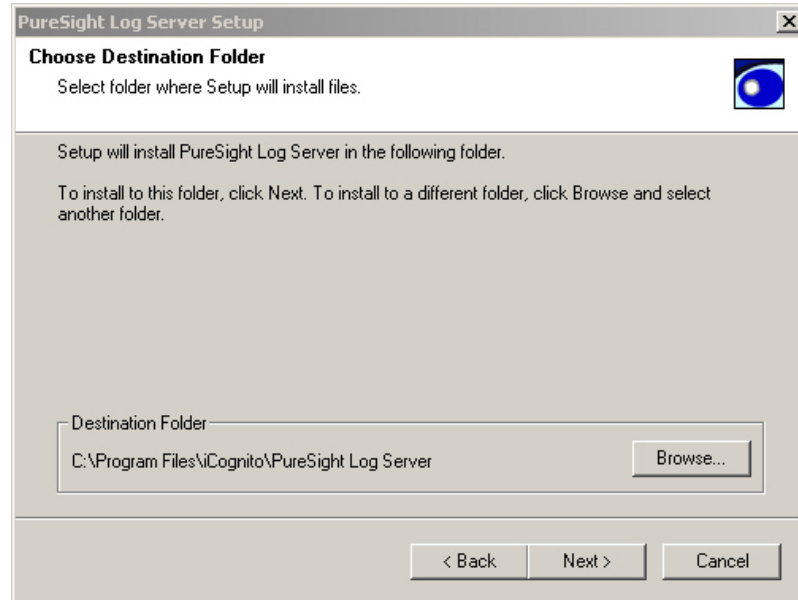 PureSight Log Server Setup
Choose Destination Folder
Select folder where Setup will install files.
Setup will install PureSight Log Server in the following folder.
To install to this folder, click Next. To install to a different folder, click Browse and select
another folder.
Destination Folder
C:\Program Files\iCognito\PureSight Log Server
Browse...
< Back
Next >
Cancel